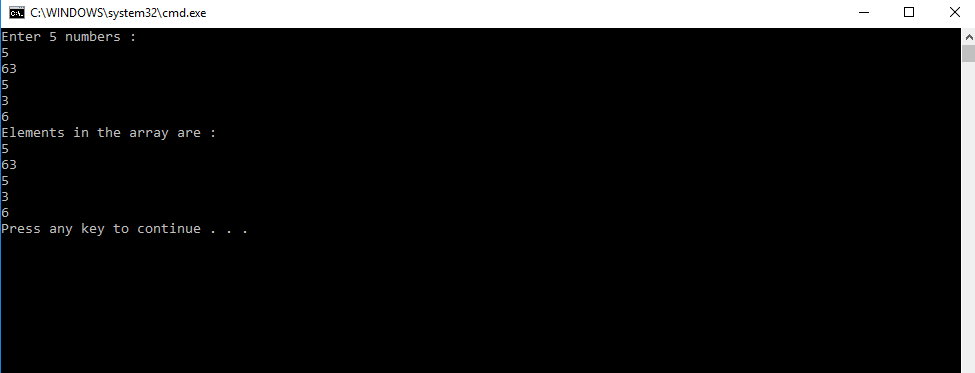 C:\WINDOWS\system32\cmd.exe
Enter 5 numbers :
5
63
5
3
6
Elements in the array are :
5
63
5
3
6
Press any key to continue . . .